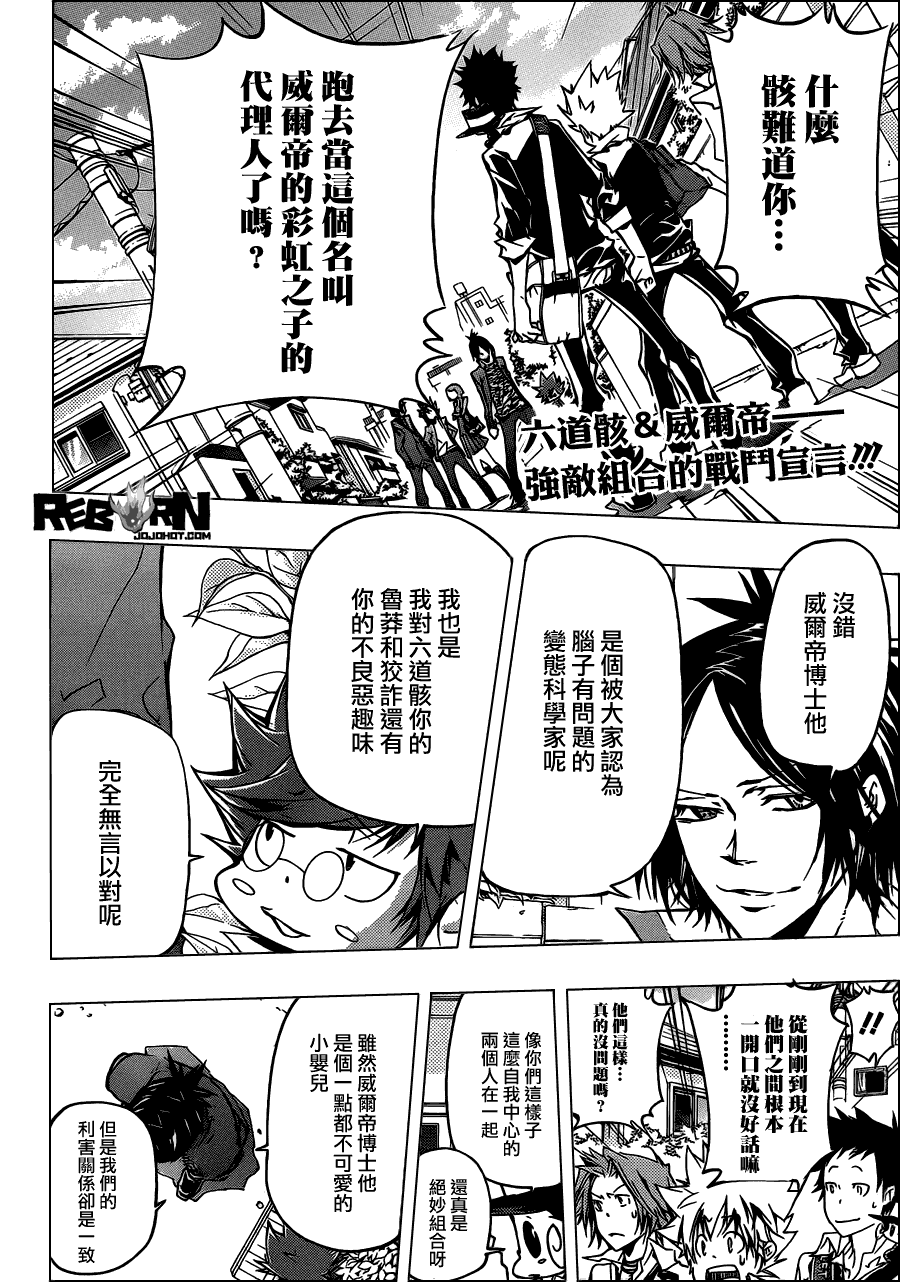 什麼
骸難道你…
跑去當這個名叫
威爾帝的彩虹之子的
代理人了嗎?
六道骸&威爾帝——
強敵組合的戰鬥宣言!!!
REBORN
JOJOHOT.COM
沒錯
威爾帝博士他
是個被大家認為
腦子有問題的
變態科學家呢
我也是
我對六道骸你的
魯莽和狡詐還有
你的不良惡趣味
完全無言以對呢
!!
從剛剛到現在
他們之間根本
一開口就沒好話嘛
………
他們這樣…
真的沒問題嗎?
像你們這樣子
這麼自我中心的
兩個人在一起
還真是
絕妙組合呀
雖然威爾帝博士他
是個一點都不可愛的
小嬰兒
但是我們的
利害關係卻是一致